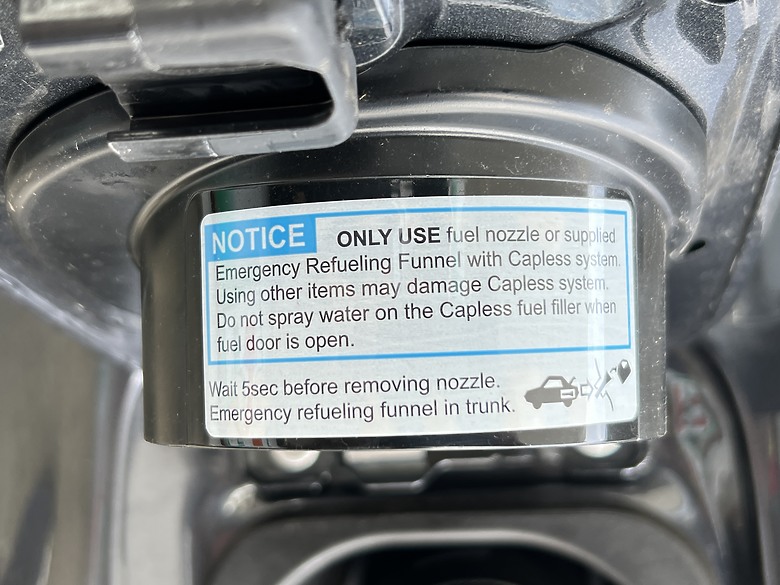 NOTICE ONLY USE fuel nozzle or supplied
Emergency Refueling Funnel with Capless system.
Using other items may damage Capless system.
Do not spray water on the Capless fuel filler when
fuel door is open.
Wait 5sec before removing nozzle.
Emergency refueling funnel in trunk.